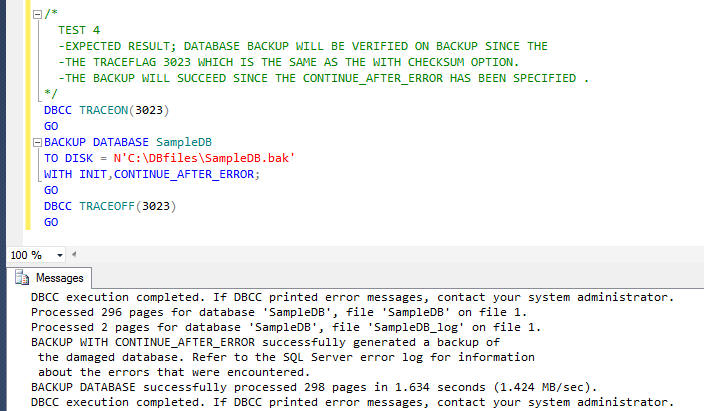 /*
TEST 4
-EXPECTED RESULT; DATABASE BACKUP WILL BE VERIFIED ON BACKUP SINCE THE
-THE TRACEFLAG 3023 WHICH IS THE SAME AS THE WITH CHECKSUM OPTION.
-THE BACKUP WILL SUCCEED SINCE THE CONTINUE_AFTER_ERROR HAS BEEN SPECIFIED .
*/
DBCC TRACEON(3023)
GO
BACKUP DATABASE SampleDB
TO DISK = N'C:\DBfiles\SampleDB.bak'
WITH INIT,CONTINUE_AFTER_ERROR;
GO
DBCC TRACEOFF(3023)
GO
100 %
Messages
DBCC execution completed. If DBCC printed error messages, contact your system administrator.
Processed 296 pages for database 'SampleDB', file 'SampleDB' on file 1.
Processed 2 pages for database 'SampleDB', file 'SampleDB_log' on file 1.
BACKUP WITH CONTINUE_AFTER_ERROR successfully generated a backup of
the damaged database. Refer to the SQL Server error log for information
about the errors that were encountered.
BACKUP DATABASE successfully processed 298 pages in 1.634 seconds (1.424 MB/sec).
DBCC execution completed. If DBCC printed error messages, contact your system administrator.